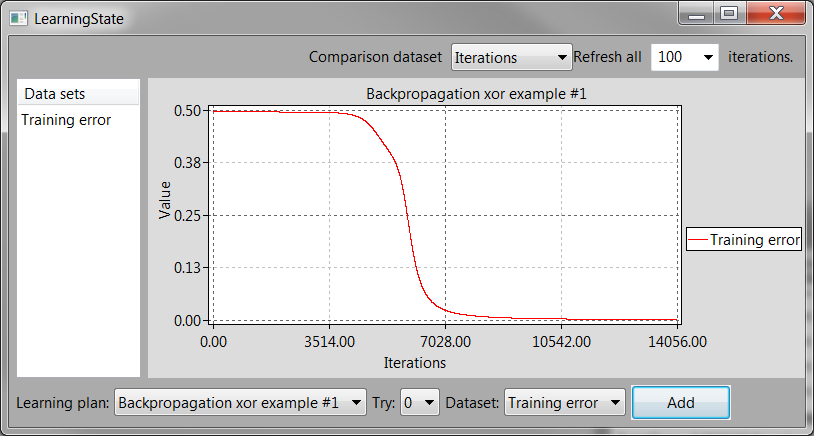 LearningState
Comparison dataset Iterations Refresh all 100 iterations.
Data sets
Training error
Backpropagation xor example #1
0.50
0.38
0.25
0.13
0.00
Value
0.00 3514.00 7028.00 10542.00 14056.00
Iterations
Training error
Learning plan: Backpropagation xor example #1 Try: 0 Dataset: Training error Add